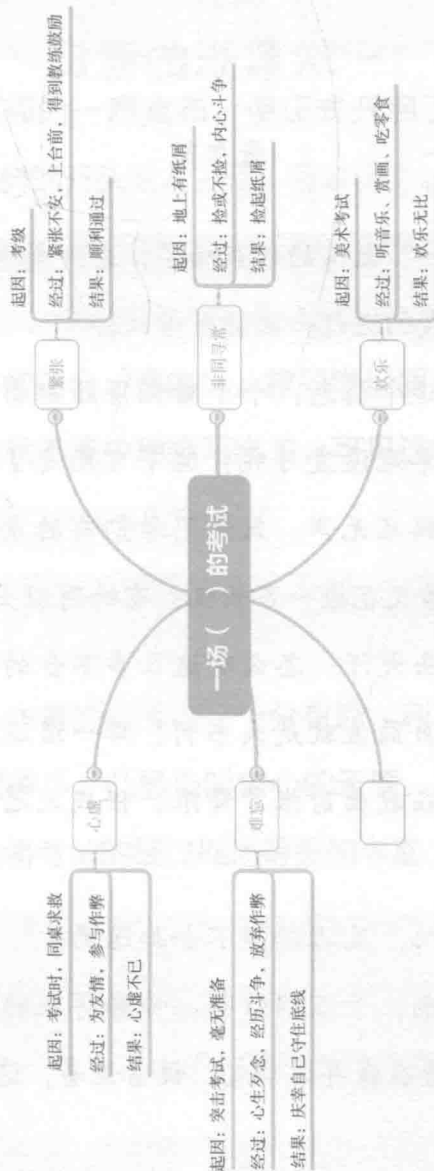 一场（ ）的考试
紧张
起因：考级
经过：紧张不安，上台前，得到教练鼓励
结果：顺利通过
非同寻常
起因：地上有纸屑
经过：捡或不捡，内心斗争
结果：捡起纸屑
欢乐
起因：美术考试
经过：听音乐、赏画、吃零食
结果：欢乐无比
心虚
起因：考试时，同桌求救
经过：为友情，参与作弊
结果：心虚不已
难忘
起因：突击考试，毫无准备
经过：心生歹念，经历斗争，放弃作弊
结果：庆幸自己守住底线